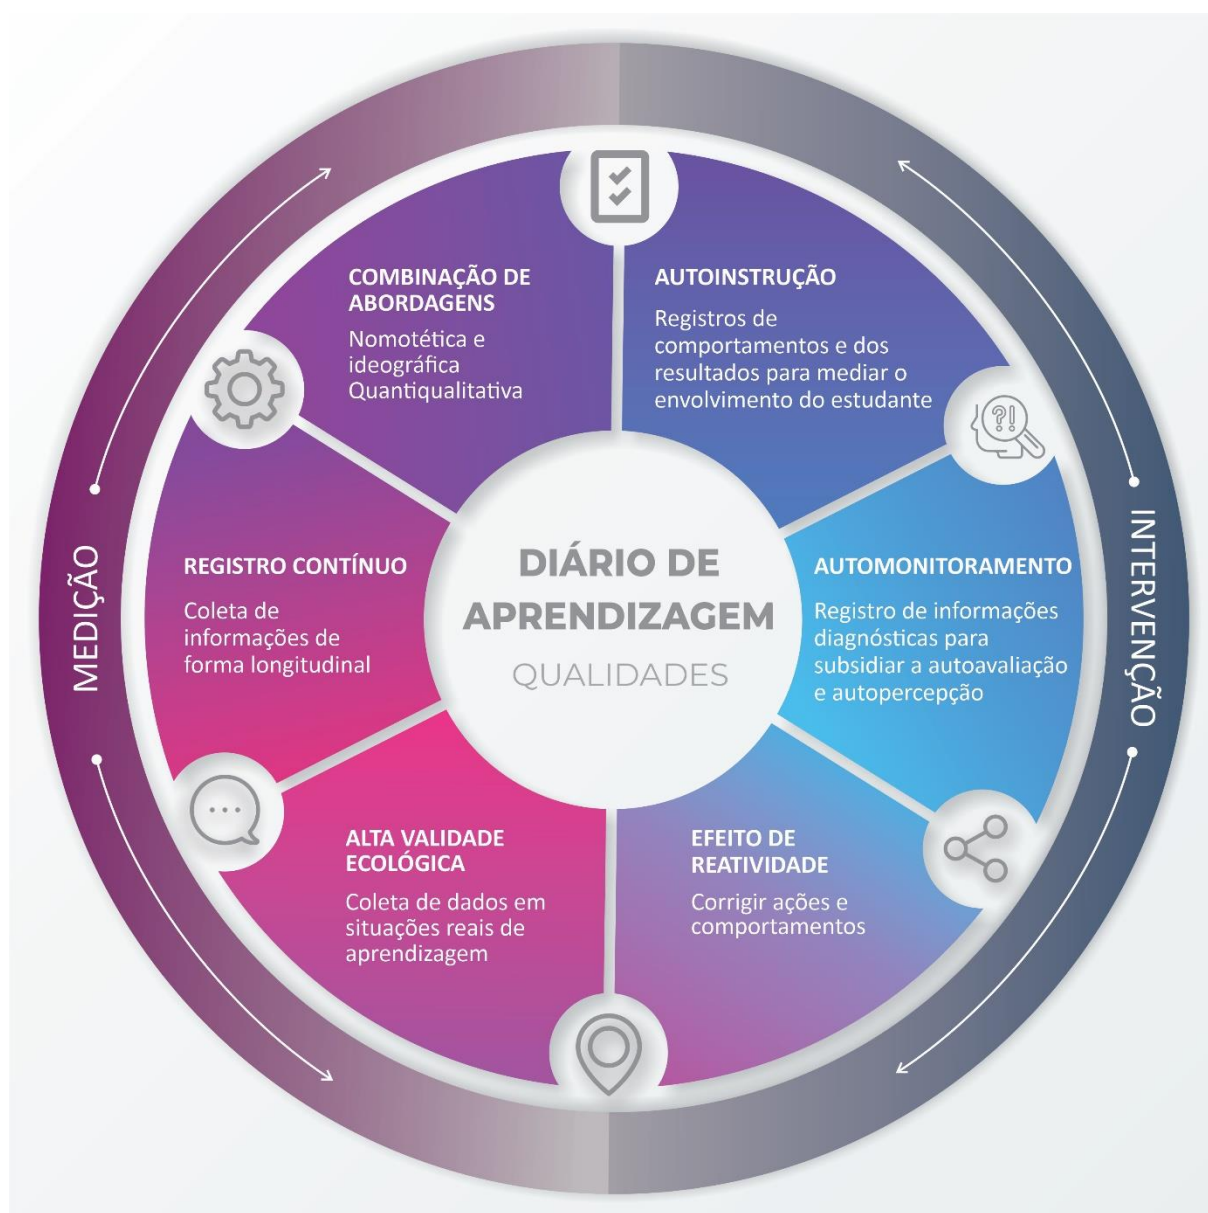 DIÁRIO DE
APRENDIZAGEM
QUALIDADES
MEDIÇÃO
COMBINAÇÃO DE
ABORDAGENS
Nomotética e
ideográfica
Quantiqualitativa
REGISTRO CONTÍNUO
Coleta de
informações de
forma longitudinal
ALTA VALIDADE
ECOLÓGICA
Coleta de dados em
situações reais de
aprendizagem
INTERVENÇÃO
AUTOINSTRUÇÃO
Registros de
comportamentos e dos
resultados para mediar o
envolvimento do estudante
AUTOMONITORAMENTO
Registro de informações
diagnósticas para
subsidiar a autoavaliação
e autopercepção
EFEITO DE
REATIVIDADE
Corrigir ações e
comportamentos
?!